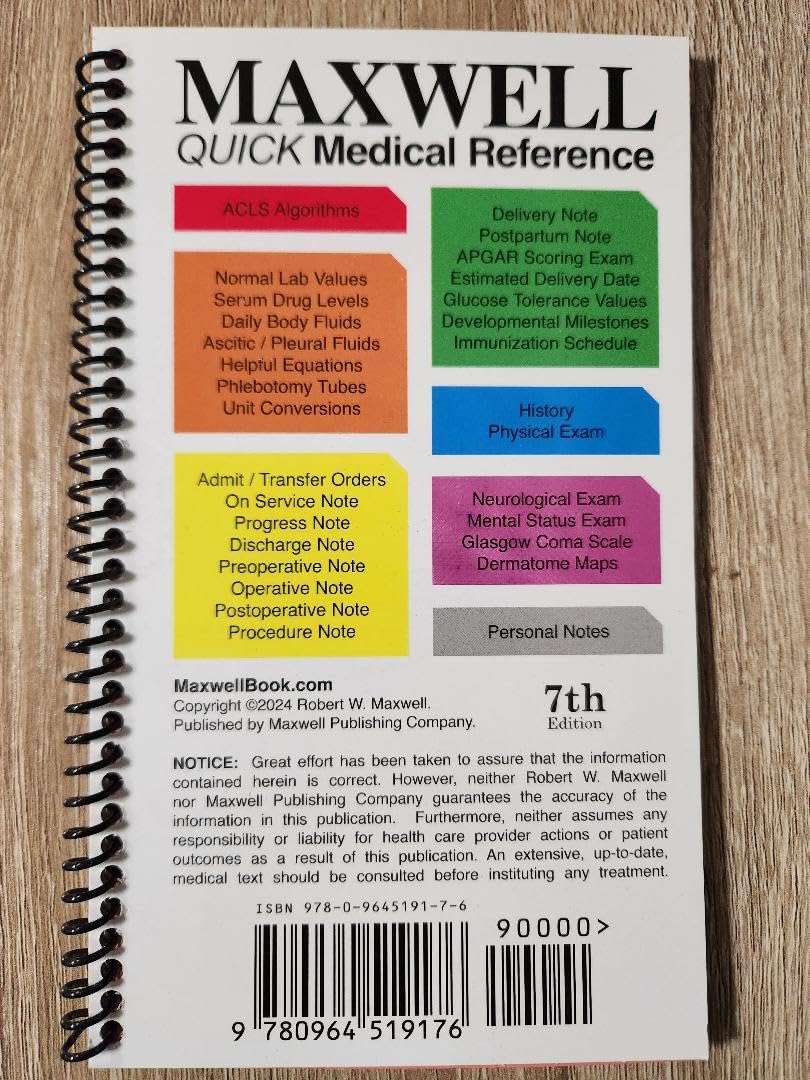 MAXWELL
QUICK Medical Reference
ACLS Algorithms
Normal Lab Values
Serum Drug Levels
Daily Body Fluids
Ascitic / Pleural Fluids
Helpful Equations
Phlebotomy Tubes
Unit Conversions
Admit / Transfer Orders
On Service Note
Progress Note
Discharge Note
Preoperative Note
Operative Note
Postoperative Note
Procedure Note
Delivery Note
Postpartum Note
APGAR Scoring Exam
Estimated Delivery Date
Glucose Tolerance Values
Developmental Milestones
Immunization Schedule
History
Physical Exam
Neurological Exam
Mental Status Exam
Glasgow Coma Scale
Dermatome Maps
Personal Notes
MaxwellBook.com
Copyright ©2024 Robert W. Maxwell.
Published by Maxwell Publishing Company.
7th
Edition
NOTICE: Great effort has been taken to assure that the information
contained herein is correct. However, neither Robert W. Maxwell
nor Maxwell Publishing Company guarantees the accuracy of the
information in this publication. Furthermore, neither assumes any
responsibility or liability for health care provider actions or patient
outcomes as a result of this publication. An extensive, up-to-date,
medical text should be consulted before instituting any treatment.
ISBN 978-0-9645191-7-6
90000>
9 780964 519176